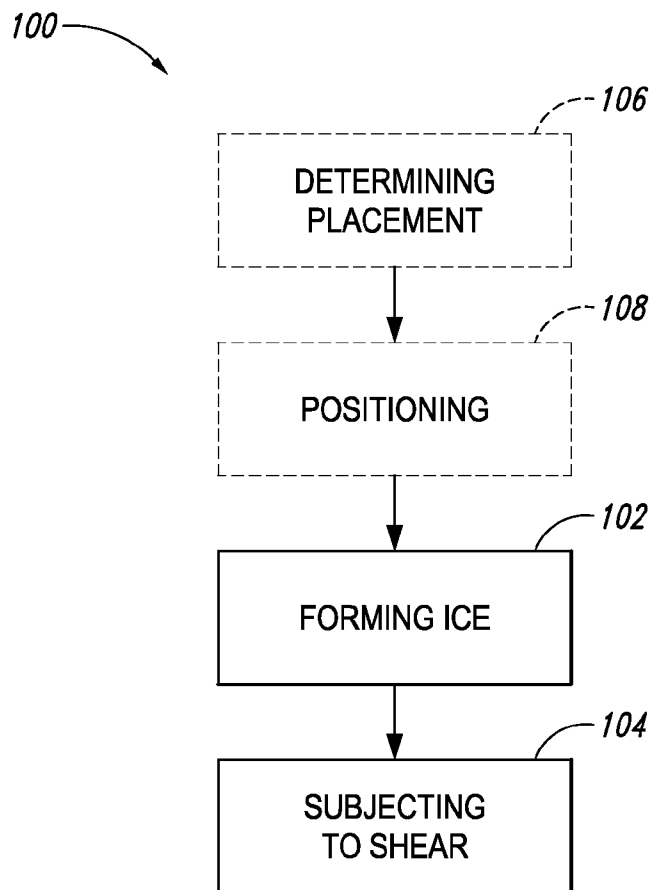 100
106
DETERMINING
PLACEMENT
108
POSITIONING
102
FORMING ICE
104
SUBJECTING
TO SHEAR